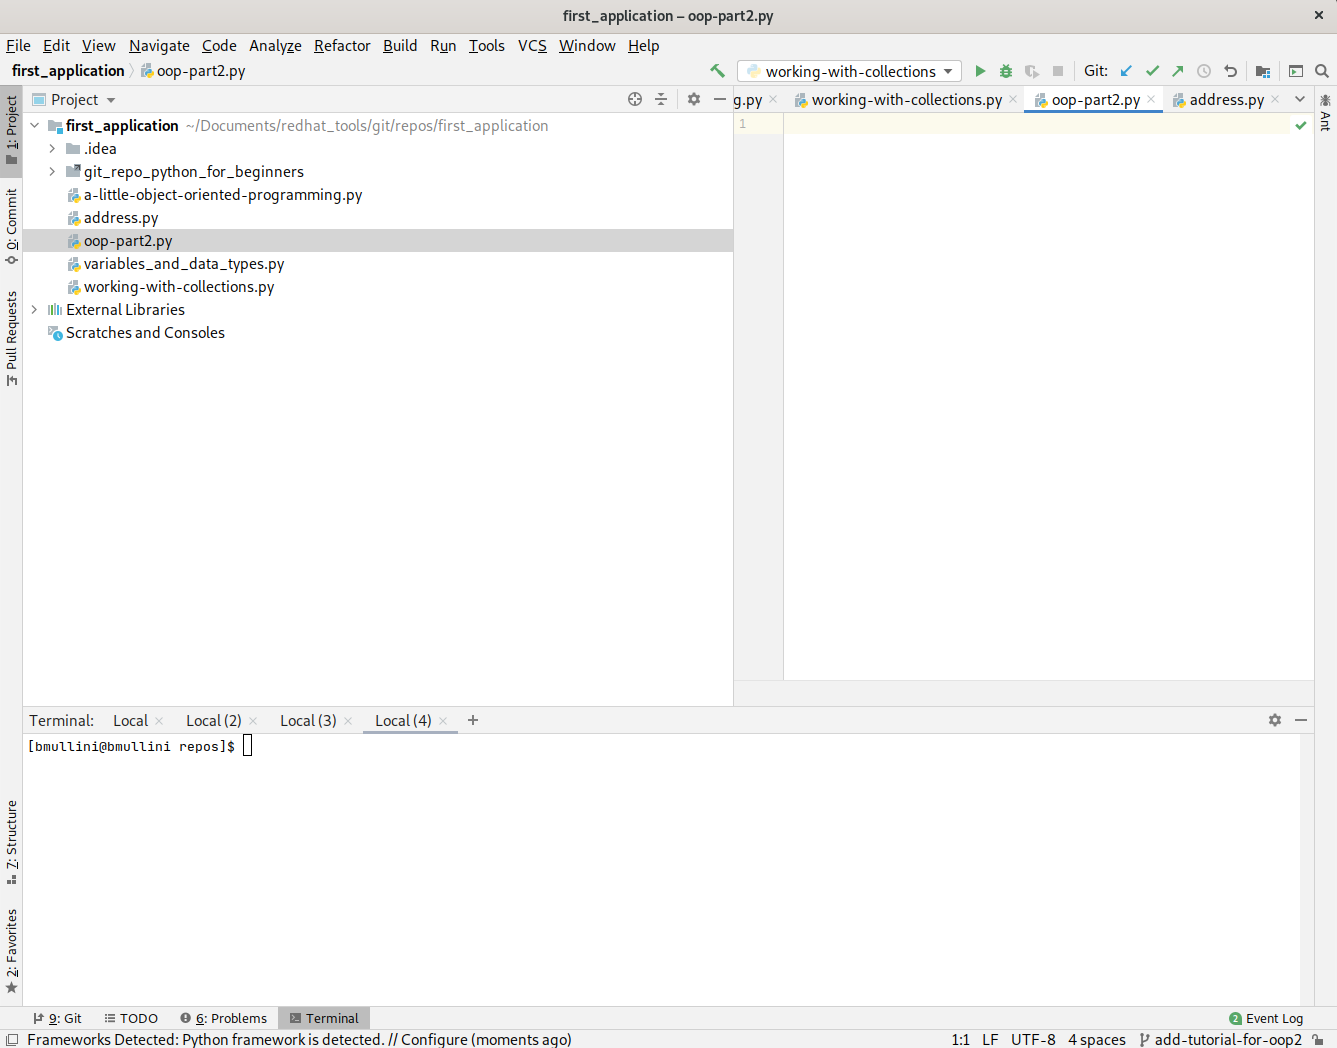 first_application – oop-part2.py
File Edit View Navigate Code Analyze Refactor Build Run Tools VCS Window Help
first_application oop-part2.py working-with-collections Git:
1: Project
0: Commit
Pull Requests
7: Structure
2: Favorites
Project
first_application ~/Documents/redhat_tools/git/repos/first_application
.idea
git_repo_python_for_beginners
a-little-object-oriented-programming.py
address.py
oop-part2.py
variables_and_data_types.py
working-with-collections.py
External Libraries
Scratches and Consoles
g.py working-with-collections.py oop-part2.py address.py
1
Ant
Terminal: Local Local (2) Local (3) Local (4) +
[bmullini@bmullini repos]$
9: Git TODO 6: Problems Terminal 2 Event Log
Frameworks Detected: Python framework is detected. // Configure (moments ago) 1:1 LF UTF-8 4 spaces add-tutorial-for-oop2